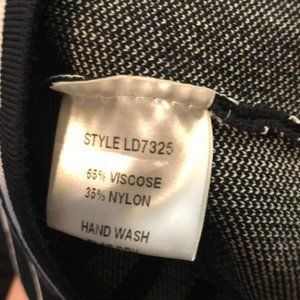 STYLE LD7325
65% VISCOSE
35% NYLON
HAND WASH